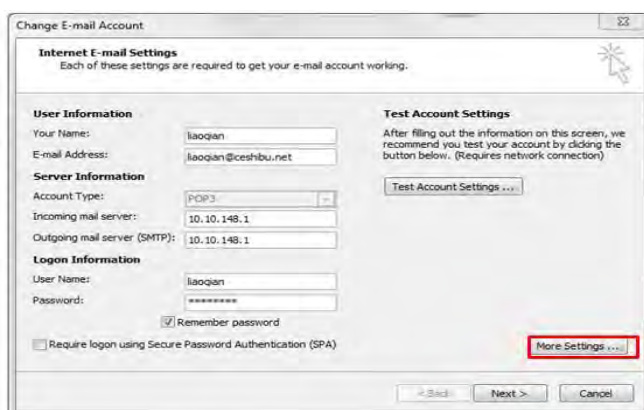 Change E-mail Account
Internet E-mail Settings
Each of these settings are required to get your e-mail account working.
User Information
Your Name: liaoqian
E-mail Address: liaoqian@ceshibu.net
Server Information
Account Type: POP3
Incoming mail server: 10.10.148.1
Outgoing mail server (SMTP): 10.10.148.1
Logon Information
User Name: liaoqian
Password: ********
Remember password
Require logon using Secure Password Authentication (SPA)
Test Account Settings
After filling out the information on this screen, we
recommend you test your account by clicking the
button below. (Requires network connection)
Test Account Settings ...
More Settings ...
< Back
Next >
Cancel